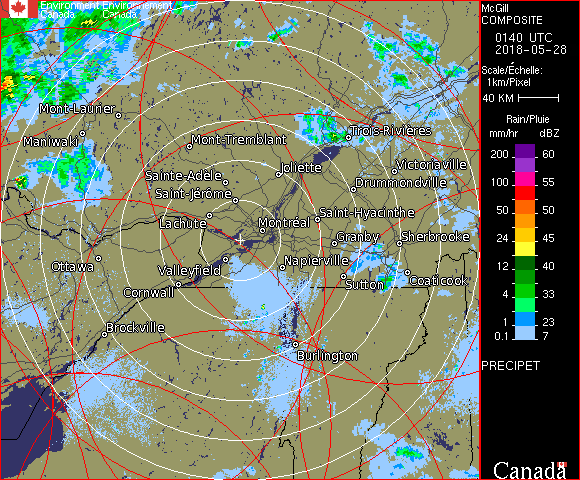 Environment Environnement
Canada Canada
Mont-Laurier
Maniwaki
Mont-Tremblant
Trois-Rivières
Joliette
Victoriaville
Sainte-Adèle
Drummondville
Saint-Jérôme
Saint-Hyacinthe
Lachute
Montréal
Granby
Sherbrooke
Ottawa
Valleyfield
Napierville
Cornwall
Sutton
Coaticook
Brockville
Burlington
McGill
COMPOSITE
0140 UTC
2018-05-28
Scale/Échelle:
1km/Pixel
40 KM
Rain/Pluie
mm/hr dBZ
200 60
100 55
50 50
24 45
12 40
4 33
1 23
0.1 7
PRECIPET
Canada